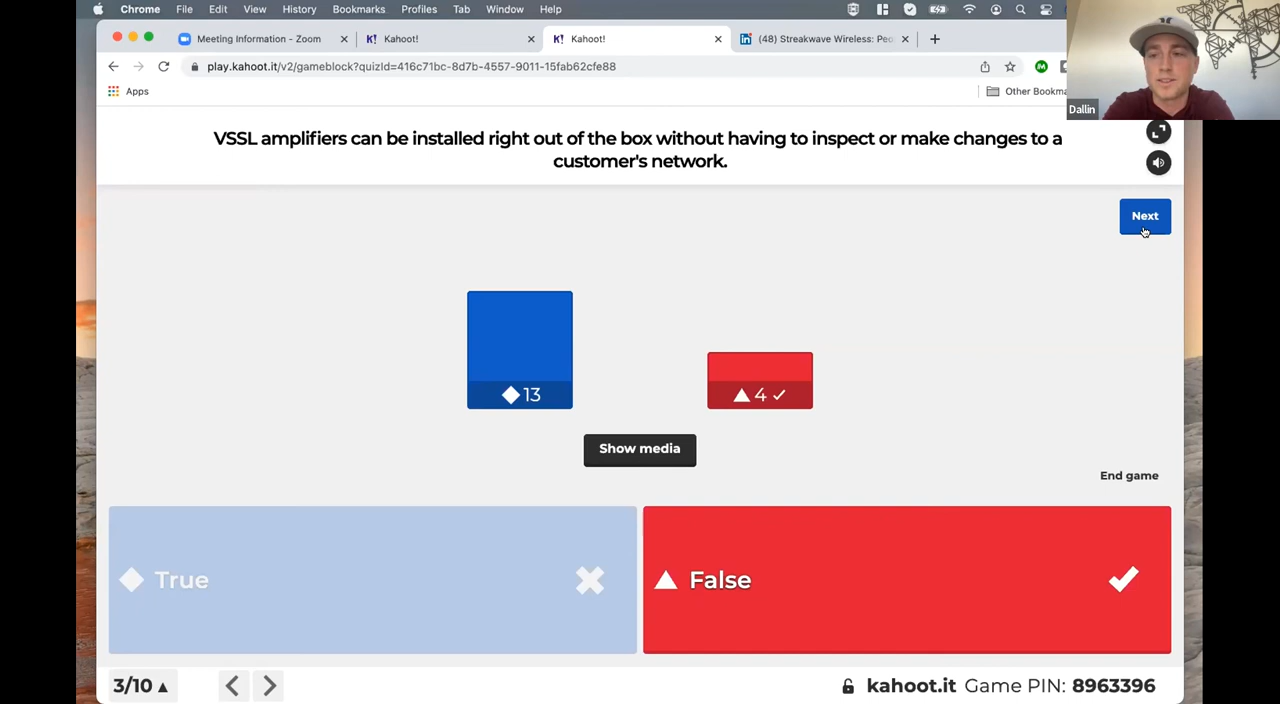 Chrome File Edit View History Bookmarks Profiles Tab Window Help
Meeting Information - Zoom
Kahoot!
Kahoot!
(48) Streakwave Wireless: Peo
play.kahoot.it/v2/gameblock?quizId=416c71bc-3d7b-4557-9011-15fab62cfe88
Apps
Other Bookma
Dallin
VSSL amplifiers can be installed right out of the box without having to inspect or make changes to a
customer's network.
Next
13
4
Show media
End game
True
False
3/10
kahoot.it Game PIN: 8963396